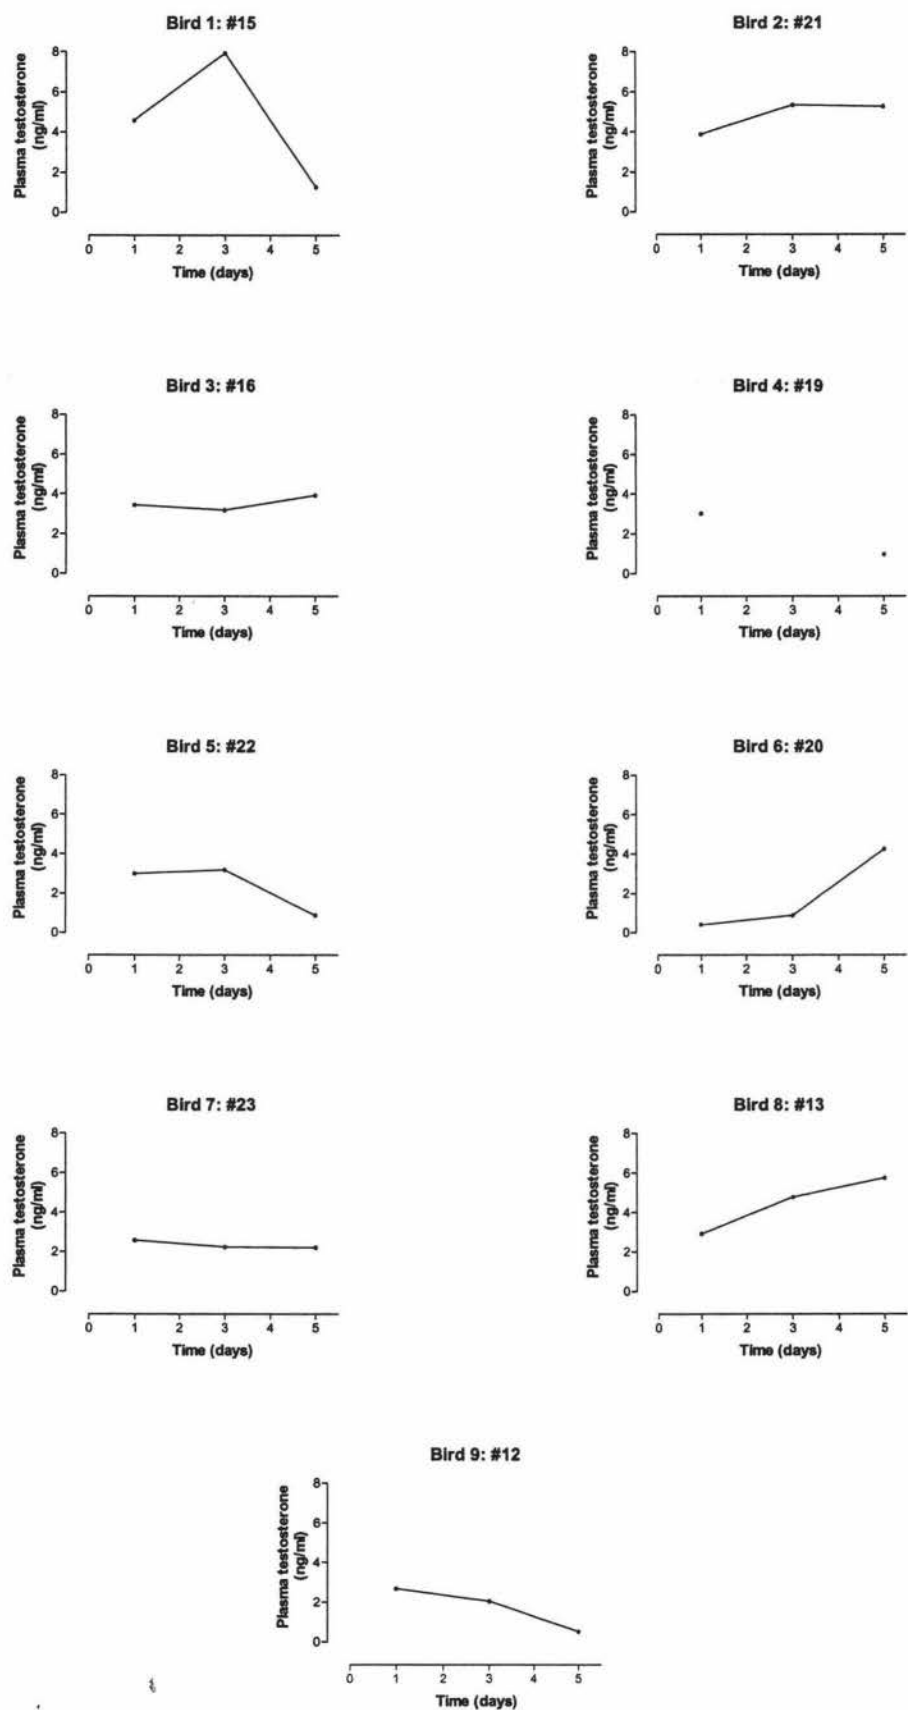 Bird 1: #15
Plasma testosterone
(ng/ml)
8
6
4
2
0
0 1 2 3 4 5
Time (days)
Bird 2: #21
Plasma testosterone
(ng/ml)
8
6
4
2
0
0 1 2 3 4 5
Time (days)
Bird 3: #16
Plasma testosterone
(ng/ml)
8
6
4
2
0
0 1 2 3 4 5
Time (days)
Bird 4: #19
Plasma testosterone
(ng/ml)
8
6
4
2
0
0 1 2 3 4 5
Time (days)
Bird 5: #22
Plasma testosterone
(ng/ml)
8
6
4
2
0
0 1 2 3 4 5
Time (days)
Bird 6: #20
Plasma testosterone
(ng/ml)
8
6
4
2
0
0 1 2 3 4 5
Time (days)
Bird 7: #23
Plasma testosterone
(ng/ml)
8
6
4
2
0
0 1 2 3 4 5
Time (days)
Bird 8: #13
Plasma testosterone
(ng/ml)
8
6
4
2
0
0 1 2 3 4 5
Time (days)
Bird 9: #12
Plasma testosterone
(ng/ml)
8
6
4
2
0
0 1 2 3 4 5
Time (days)